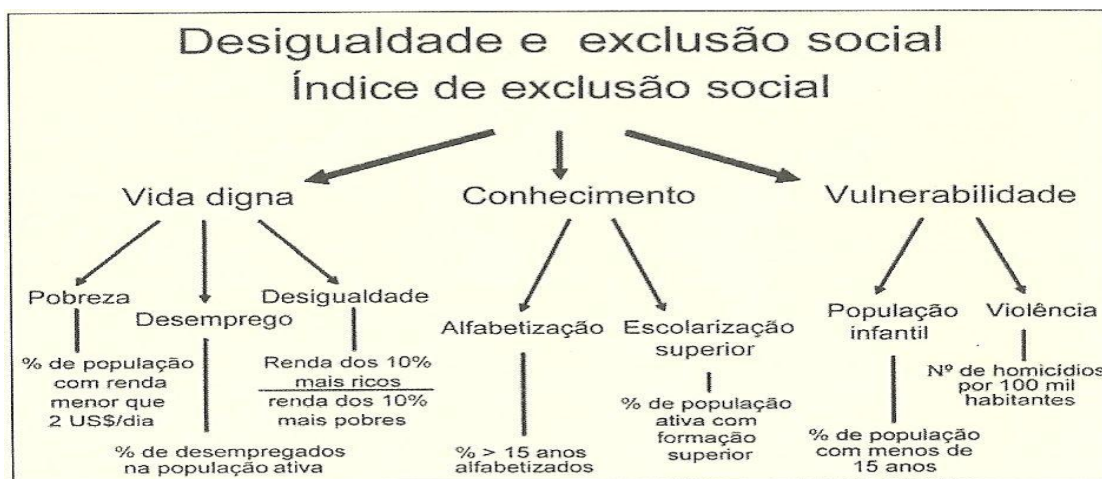 Desigualdade e exclusão social
Índice de exclusão social
Vida digna
Conhecimento
Vulnerabilidade
Pobreza
Desemprego
Desigualdade
Alfabetização
Escolarização
superior
População
infantil
Violência
% de população
com renda
menor que
2 US$/dia
% de desempregados
na população ativa
Renda dos 10%
mais ricos
renda dos 10%
mais pobres
% > 15 anos
alfabetizados
% de população
ativa com
formação
superior
% de população
com menos de
15 anos
Nº de homicídios
por 100 mil
habitantes